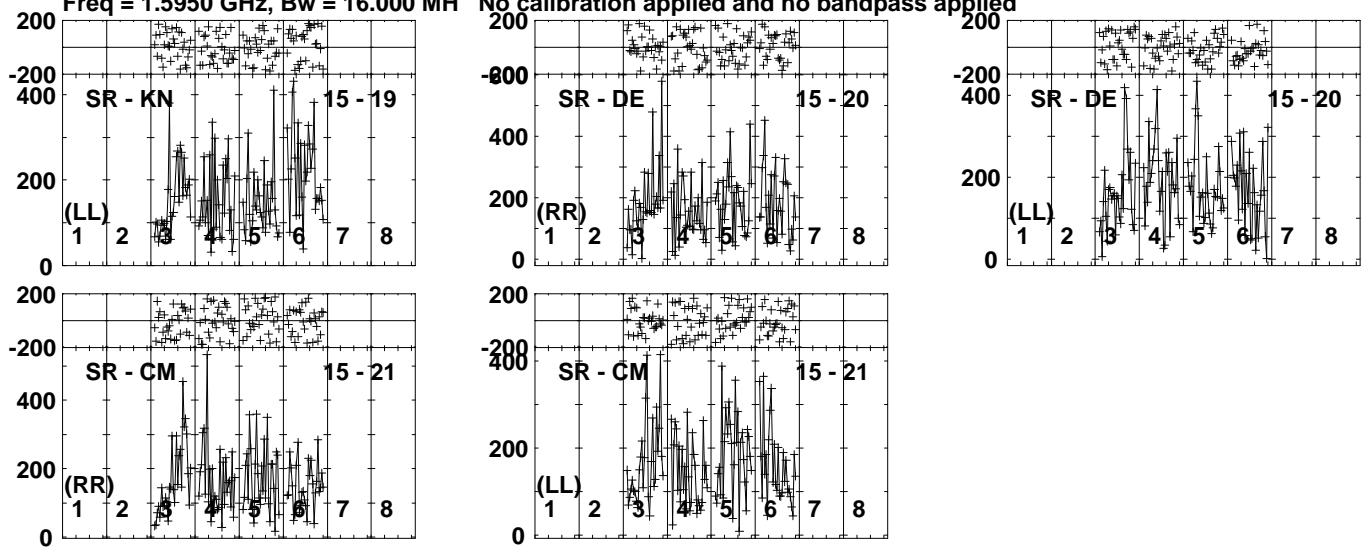 Freq = 1.5950 GHz, Bw = 16.000 MH No calibration applied and no bandpass applied
200
-200
400
200
0
SR - KN 15 - 19
(LL)
1 2 3 4 5 6 7 8
200
-200
600
400
200
0
SR - DE 15 - 20
(RR)
1 2 3 4 5 6 7 8
200
-200
400
200
0
SR - DE 15 - 20
(LL)
1 2 3 4 5 6 7 8
200
-200
400
200
0
SR - CM 15 - 21
(RR)
1 2 3 4 5 6 7 8
200
-200
400
200
0
SR - CM 15 - 21
(LL)
1 2 3 4 5 6 7 8